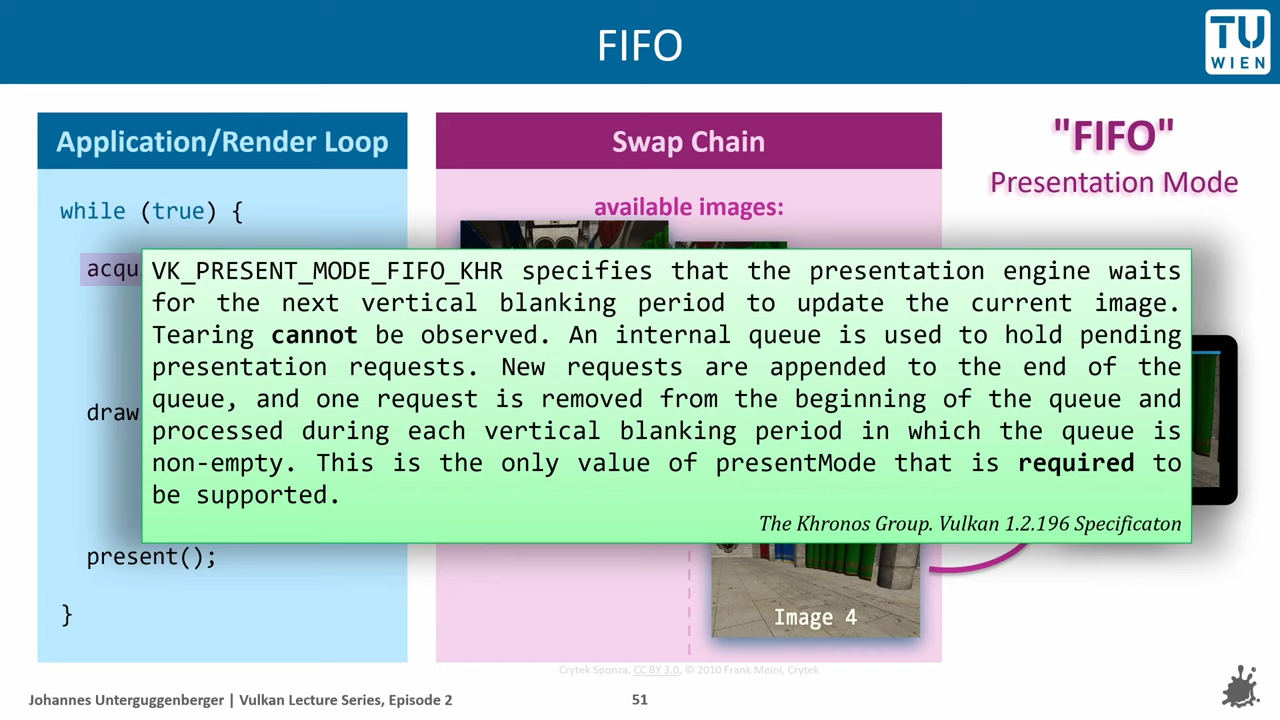 FIFO
TU
WIEN
Application/Render Loop
Swap Chain
"FIFO"
Presentation Mode
while (true) {
available images:
VK_PRESENT_MODE_FIFO_KHR specifies that the presentation engine waits
for the next vertical blanking period to update the current image.
Tearing cannot be observed. An internal queue is used to hold pending
presentation requests. New requests are appended to the end of the
queue, and one request is removed from the beginning of the queue and
processed during each vertical blanking period in which the queue is
non-empty. This is the only value of presentMode that is required to
be supported.
The Khronos Group. Vulkan 1.2.196 Specificaton
acqu
draw
present();
}
Image 4
Crytek Sponza, CC BY 3.0, © 2010 Frank Meinl, Crytek
Johannes Unterguggenberger | Vulkan Lecture Series, Episode 2
51